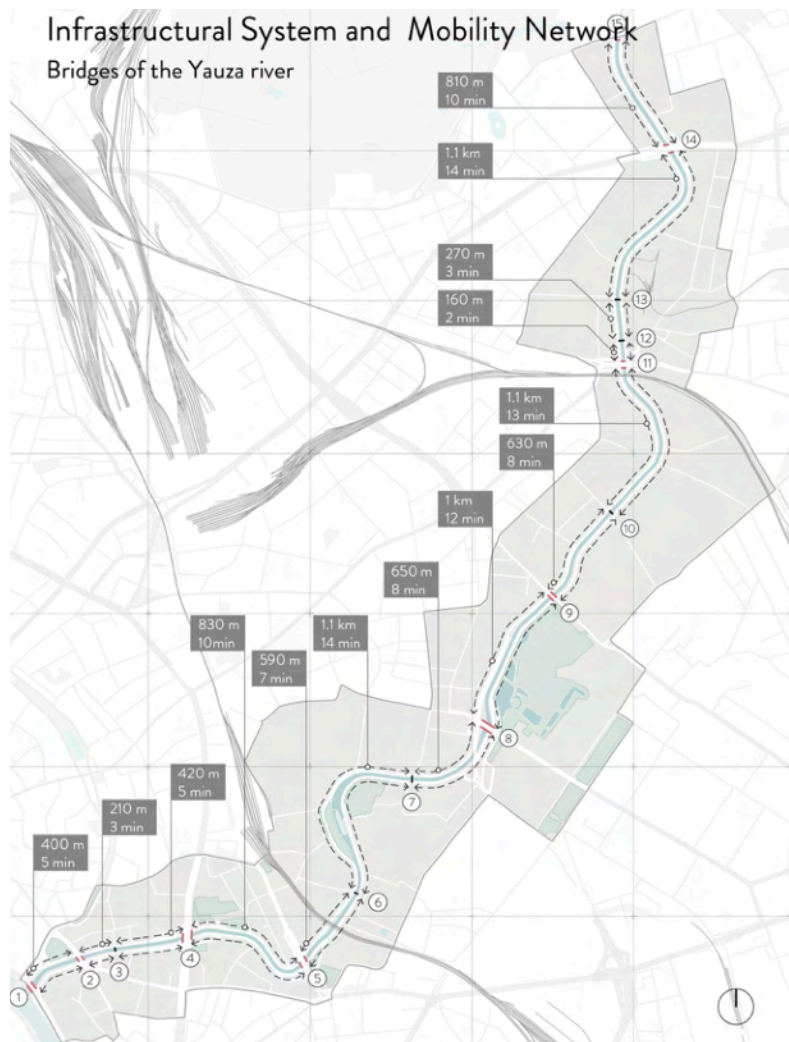 Infrastructural System and Mobility Network
Bridges of the Yauza river
15
810 m
10 min
14
1.1 km
14 min
270 m
3 min
13
160 m
2 min
12
11
1.1 km
13 min
630 m
8 min
1 km
12 min
10
650 m
8 min
9
830 m
10min
1.1 km
14 min
590 m
7 min
8
420 m
5 min
7
210 m
3 min
400 m
5 min
6
4
5
3
2
1